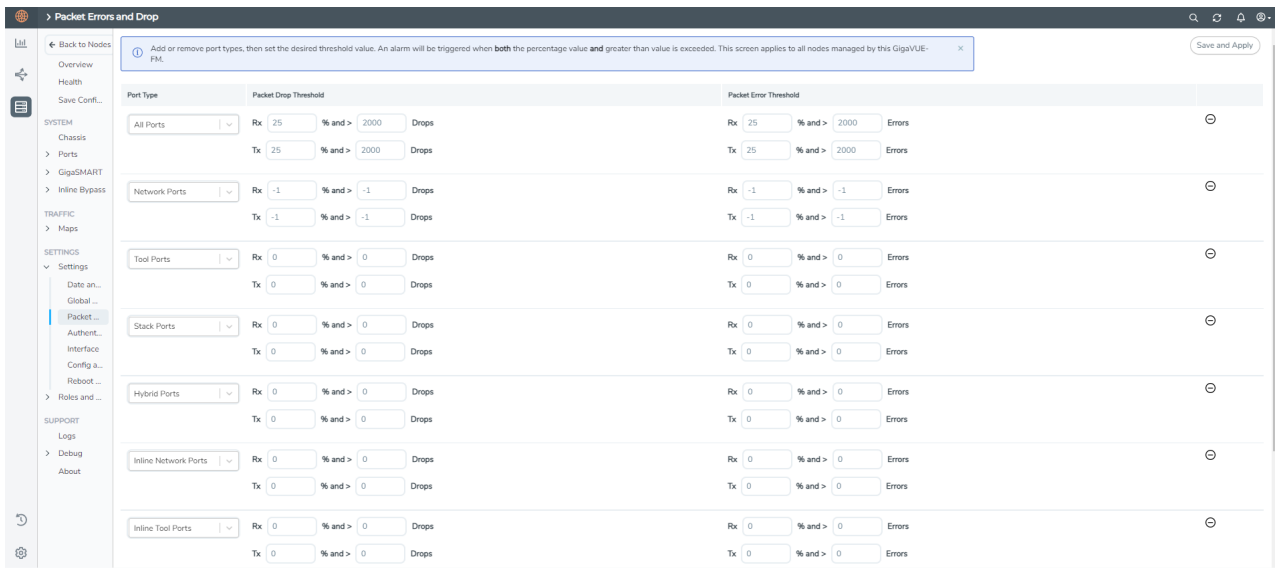 > Packet Errors and Drop
← Back to Nodes
Overview
Health
Save Confi...
SYSTEM
Chassis
> Ports
> GigaSMART
> Inline Bypass
TRAFFIC
> Maps
SETTINGS
Settings
Date an...
Global ...
Packet ...
Authent...
Interface
Config a...
Reboot ...
> Roles and ...
SUPPORT
Logs
> Debug
About
Add or remove port types, then set the desired threshold value. An alarm will be triggered when both the percentage value and greater than value is exceeded. This screen applies to all nodes managed by this GigaVUE-
FM.
Save and Apply
Port Type Packet Drop Threshold Packet Error Threshold
All Ports Rx 25 % and > 2000 Drops Rx 25 % and > 2000 Errors
Tx 25 % and > 2000 Drops Tx 25 % and > 2000 Errors
Network Ports Rx -1 % and > -1 Drops Rx -1 % and > -1 Errors
Tx -1 % and > -1 Drops Tx -1 % and > -1 Errors
Tool Ports Rx 0 % and > 0 Drops Rx 0 % and > 0 Errors
Tx 0 % and > 0 Drops Tx 0 % and > 0 Errors
Stack Ports Rx 0 % and > 0 Drops Rx 0 % and > 0 Errors
Tx 0 % and > 0 Drops Tx 0 % and > 0 Errors
Hybrid Ports Rx 0 % and > 0 Drops Rx 0 % and > 0 Errors
Tx 0 % and > 0 Drops Tx 0 % and > 0 Errors
Inline Network Ports Rx 0 % and > 0 Drops Rx 0 % and > 0 Errors
Tx 0 % and > 0 Drops Tx 0 % and > 0 Errors
Inline Tool Ports Rx 0 % and > 0 Drops Rx 0 % and > 0 Errors
Tx 0 % and > 0 Drops Tx 0 % and > 0 Errors